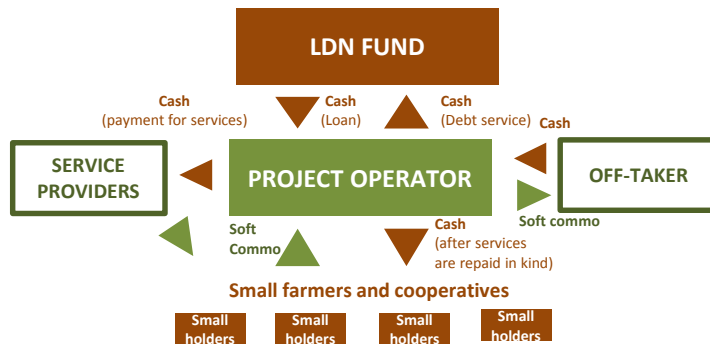 LDN FUND
Cash
(payment for services)
Cash
(Loan)
Cash
(Debt service)
Cash
SERVICE
PROVIDERS
PROJECT OPERATOR
OFF-TAKER
Soft commo
Soft
Commo
Cash
(after services
are repaid in kind)
Small farmers and cooperatives
Small
holders
Small
holders
Small
holders
Small
holders